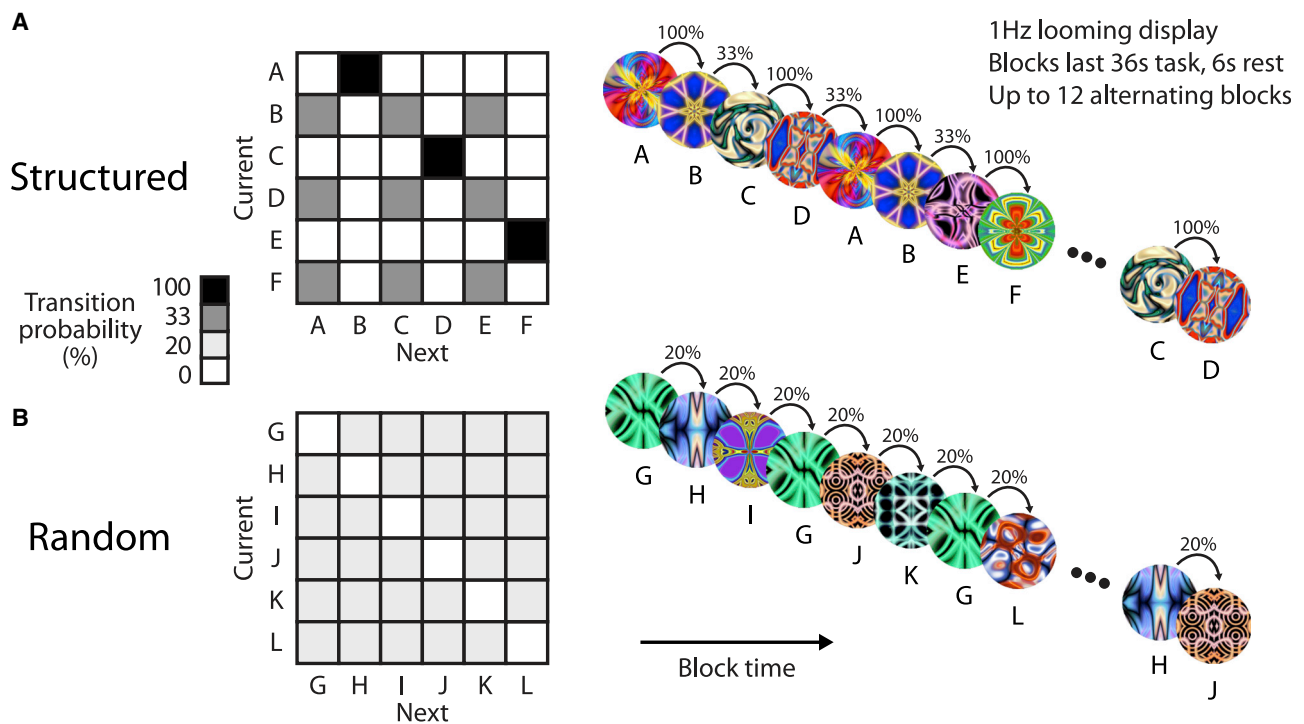 A
Structured
Current
A
B
C
D
E
F
A B C D E F
Next
Transition
probability
(%)
100
33
20
0
100%
33%
100%
33%
100%
33%
100%
100%
A
B
C
D
A
B
E
F
C
D
1Hz looming display
Blocks last 36s task, 6s rest
Up to 12 alternating blocks
B
Random
Current
G
H
I
J
K
L
G H I J K L
Next
20%
20%
20%
20%
20%
20%
20%
20%
G
H
I
G
J
K
G
L
H
J
Block time